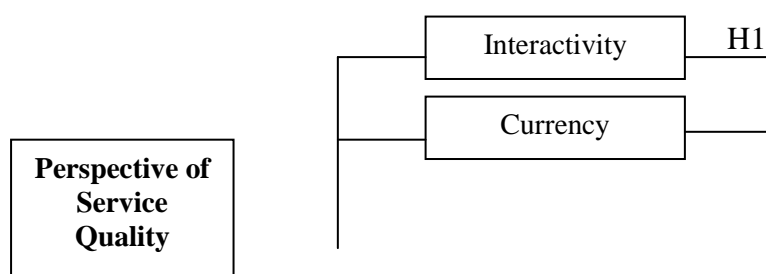 Interactivity
H1
Currency
Perspective of
Service
Quality